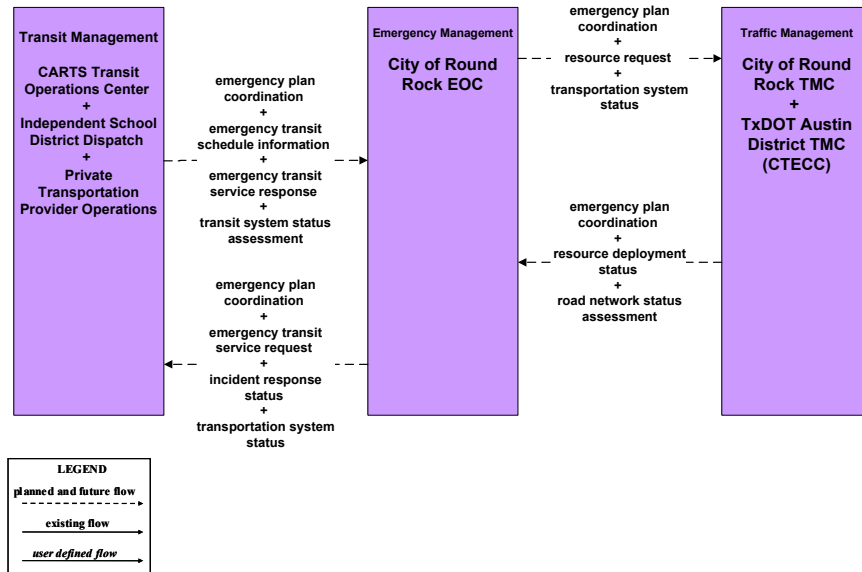 Transit Management
CARTS Transit
Operations Center
+
Independent School
District Dispatch
+
Private
Transportation
Provider Operations
emergency plan
coordination
+
emergency transit
schedule information
+
emergency transit
service response
+
transit system status
assessment
emergency plan
coordination
+
emergency transit
service request
+
incident response
status
+
transportation system
status
Emergency Management
City of Round
Rock EOC
emergency plan
coordination
+
resource request
+
transportation system
status
emergency plan
coordination
+
resource deployment
status
+
road network status
assessment
Traffic Management
City of Round
Rock TMC
+
TxDOT Austin
District TMC
(CTECC)
LEGEND
planned and future flow
existing flow
user defined flow